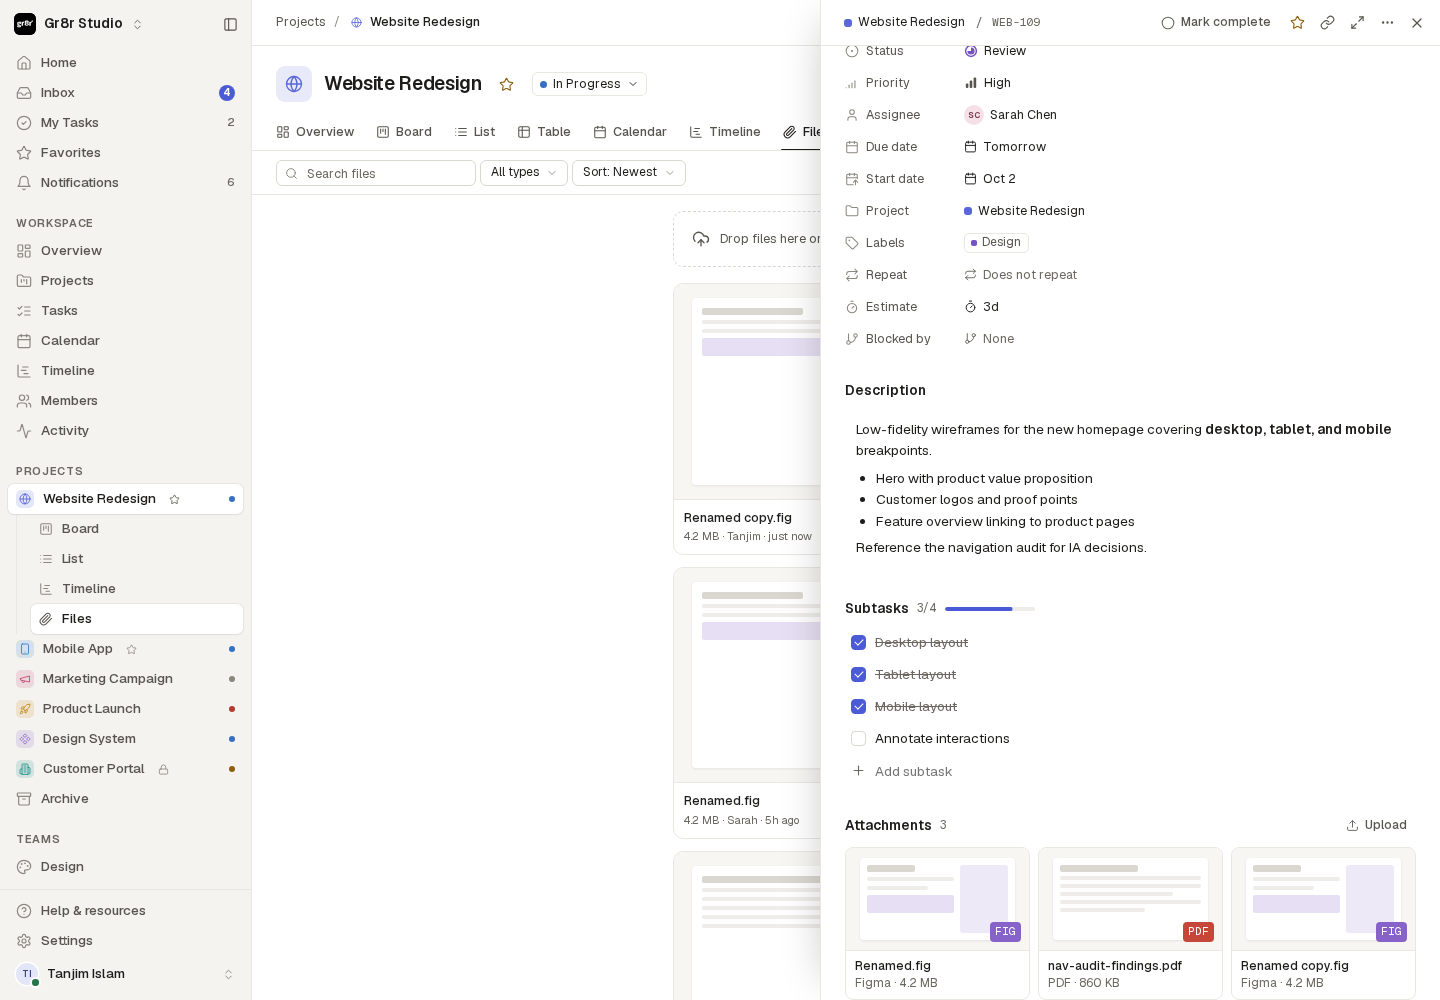 gr8r
Gr8r Studio
Home
Inbox 4
My Tasks 2
Favorites
Notifications 6
WORKSPACE
Overview
Projects
Tasks
Calendar
Timeline
Members
Activity
PROJECTS
Website Redesign
Board
List
Timeline
Files
Mobile App
Marketing Campaign
Product Launch
Design System
Customer Portal
Archive
TEAMS
Design
Help & resources
Settings
TI Tanjim Islam
Projects / Website Redesign
Website Redesign In Progress
Overview Board List Table Calendar Timeline File
Search files All types Sort: Newest
Drop files here or
Renamed copy.fig
4.2 MB · Tanjim · just now
Renamed.fig
4.2 MB · Sarah · 5h ago
Website Redesign / WEB-109 Mark complete
Status Review
Priority High
Assignee SC Sarah Chen
Due date Tomorrow
Start date Oct 2
Project Website Redesign
Labels Design
Repeat Does not repeat
Estimate 3d
Blocked by None
Description
Low-fidelity wireframes for the new homepage covering desktop, tablet, and mobile
breakpoints.
• Hero with product value proposition
• Customer logos and proof points
• Feature overview linking to product pages
Reference the navigation audit for IA decisions.
Subtasks 3/4
Desktop layout
Tablet layout
Mobile layout
Annotate interactions
Add subtask
Attachments 3 Upload
FIG PDF FIG
Renamed.fig nav-audit-findings.pdf Renamed copy.fig
Figma · 4.2 MB PDF · 860 KB Figma · 4.2 MB